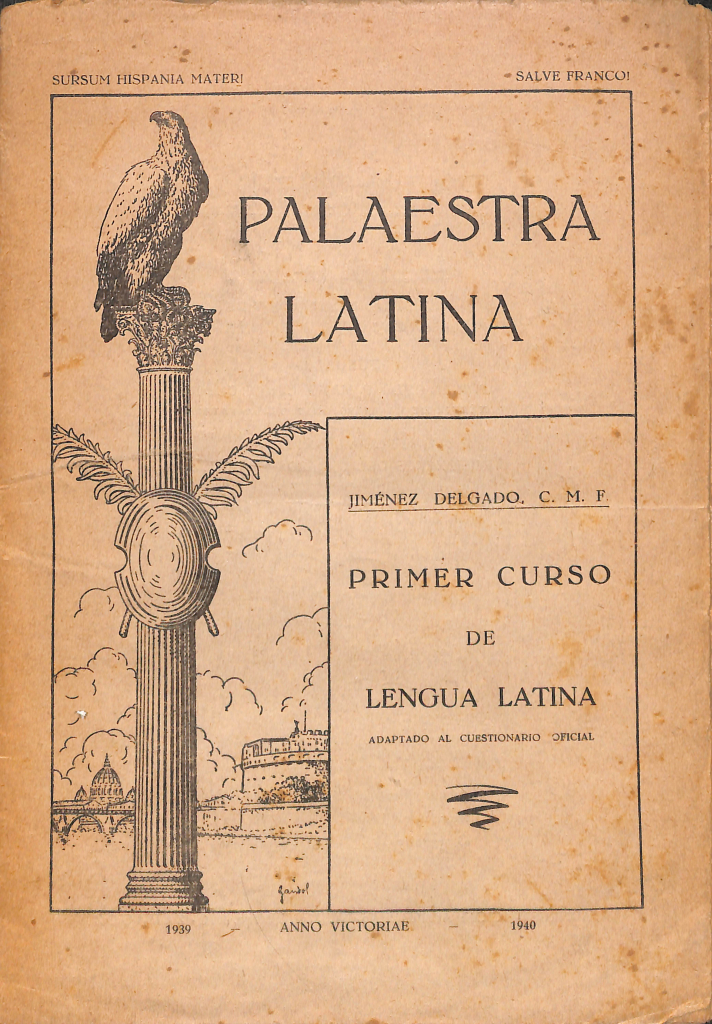 SURSUM HISPANIA MATER!
SALVE FRANCO!
PALAESTRA
LATINA
JIMÉNEZ DELGADO, C. M. F.
PRIMER CURSO
DE
LENGUA LATINA
ADAPTADO AL CUESTIONARIO OFICIAL
1939 – ANNO VICTORIAE – 1940